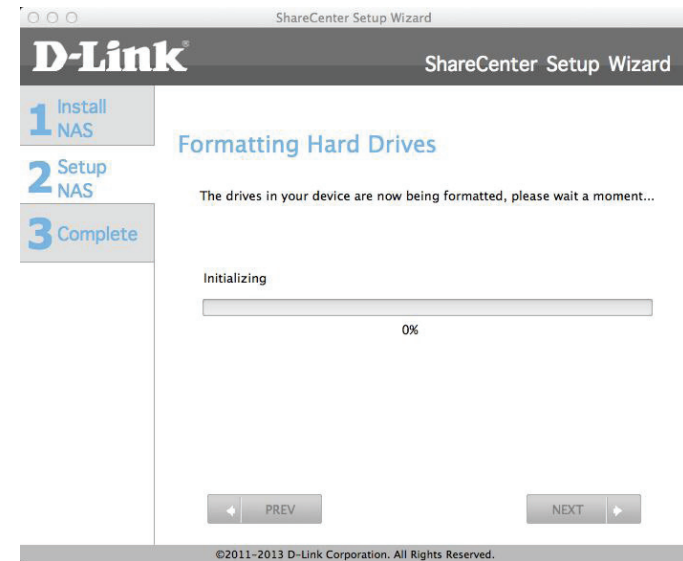 ShareCenter Setup Wizard
D-Link®
ShareCenter Setup Wizard
1 Install
NAS
2 Setup
NAS
3 Complete
Formatting Hard Drives
The drives in your device are now being formatted, please wait a moment...
Initializing
0%
PREV
NEXT
©2011-2013 D-Link Corporation. All Rights Reserved.